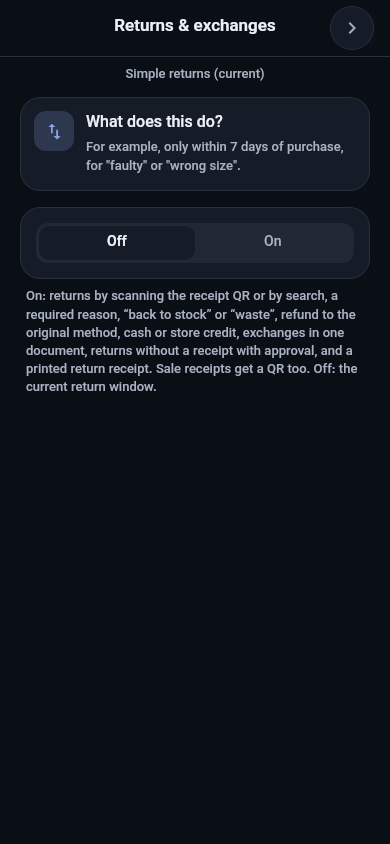 Returns & exchanges
Simple returns (current)
What does this do?
For example, only within 7 days of purchase,
for "faulty" or "wrong size".
Off
On
On: returns by scanning the receipt QR or by search, a
required reason, “back to stock” or “waste”, refund to the
original method, cash or store credit, exchanges in one
document, returns without a receipt with approval, and a
printed return receipt. Sale receipts get a QR too. Off: the
current return window.